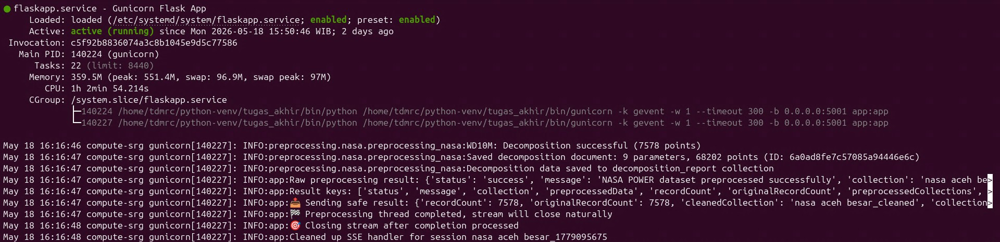 ● flaskapp.service - Gunicorn Flask App
Loaded: loaded (/etc/systemd/system/flaskapp.service; enabled; preset: enabled)
Active: active (running) since Mon 2026-05-18 15:50:46 WIB; 2 days ago
Invocation: c5f92b8836074a3c8b1045e9d5c77586
Main PID: 140224 (gunicorn)
Tasks: 22 (limit: 8440)
Memory: 359.5M (peak: 551.4M, swap: 96.9M, swap peak: 97M)
CPU: 1h 2min 54.214s
CGroup: /system.slice/flaskapp.service
├─140224 /home/tdmrc/python-venv/tugas_akhir/bin/python /home/tdmrc/python-venv/tugas_akhir/bin/gunicorn -k gevent -w 1 --timeout 300 -b 0.0.0.0:5001 app:app
└─140227 /home/tdmrc/python-venv/tugas_akhir/bin/python /home/tdmrc/python-venv/tugas_akhir/bin/gunicorn -k gevent -w 1 --timeout 300 -b 0.0.0.0:5001 app:app
May 18 16:16:46 compute-srg gunicorn[140227]: INFO:preprocessing.nasa.preprocessing_nasa:WD10M: Decomposition successful (7578 points)
May 18 16:16:47 compute-srg gunicorn[140227]: INFO:preprocessing.nasa.preprocessing_nasa:Saved decomposition document: 9 parameters, 68202 points (ID: 6a0ad8fe7c57085a94446e6c)
May 18 16:16:47 compute-srg gunicorn[140227]: INFO:preprocessing.nasa.preprocessing_nasa:Decomposition data saved to decomposition_report collection
May 18 16:16:47 compute-srg gunicorn[140227]: INFO:app:Raw preprocessing result: {'status': 'success', 'message': 'NASA POWER dataset preprocessed successfully', 'collection': 'nasa aceh be>
May 18 16:16:47 compute-srg gunicorn[140227]: INFO:app:Result keys: ['status', 'message', 'collection', 'preprocessedData', 'recordCount', 'originalRecordCount', 'preprocessedCollections', >
May 18 16:16:47 compute-srg gunicorn[140227]: INFO:app:📤 Sending safe result: {'recordCount': 7578, 'originalRecordCount': 7578, 'cleanedCollection': 'nasa aceh besar_cleaned', 'collection>
May 18 16:16:47 compute-srg gunicorn[140227]: INFO:app:🏁 Preprocessing thread completed, stream will close naturally
May 18 16:16:48 compute-srg gunicorn[140227]: INFO:app:🎯 Closing stream after completion processed
May 18 16:16:48 compute-srg gunicorn[140227]: INFO:app:Cleaned up SSE handler for session nasa aceh besar_1779095675